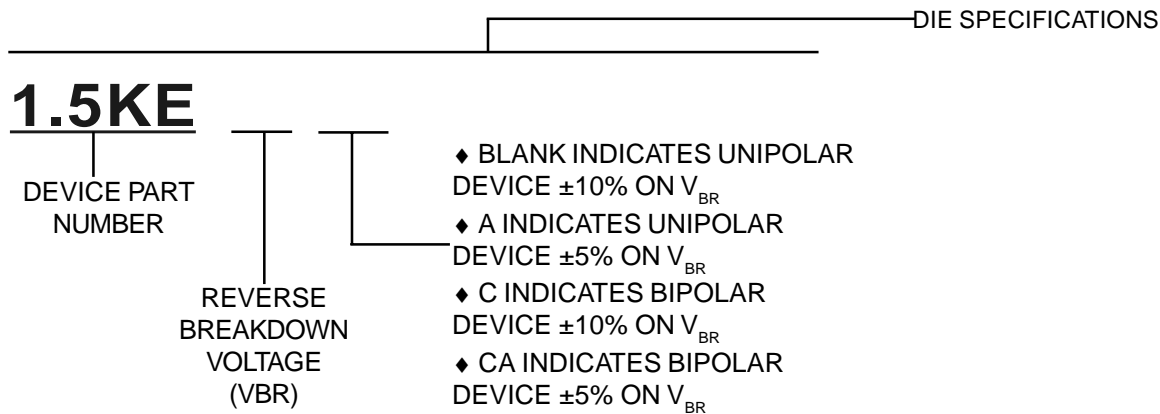 DIE SPECIFICATIONS
1.5KE
DEVICE PART
NUMBER
REVERSE
BREAKDOWN
VOLTAGE
(VBR)
♦ BLANK INDICATES UNIPOLAR
DEVICE ±10% ON VBR
♦ A INDICATES UNIPOLAR
DEVICE ±5% ON VBR
♦ C INDICATES BIPOLAR
DEVICE ±10% ON VBR
♦ CA INDICATES BIPOLAR
DEVICE ±5% ON VBR